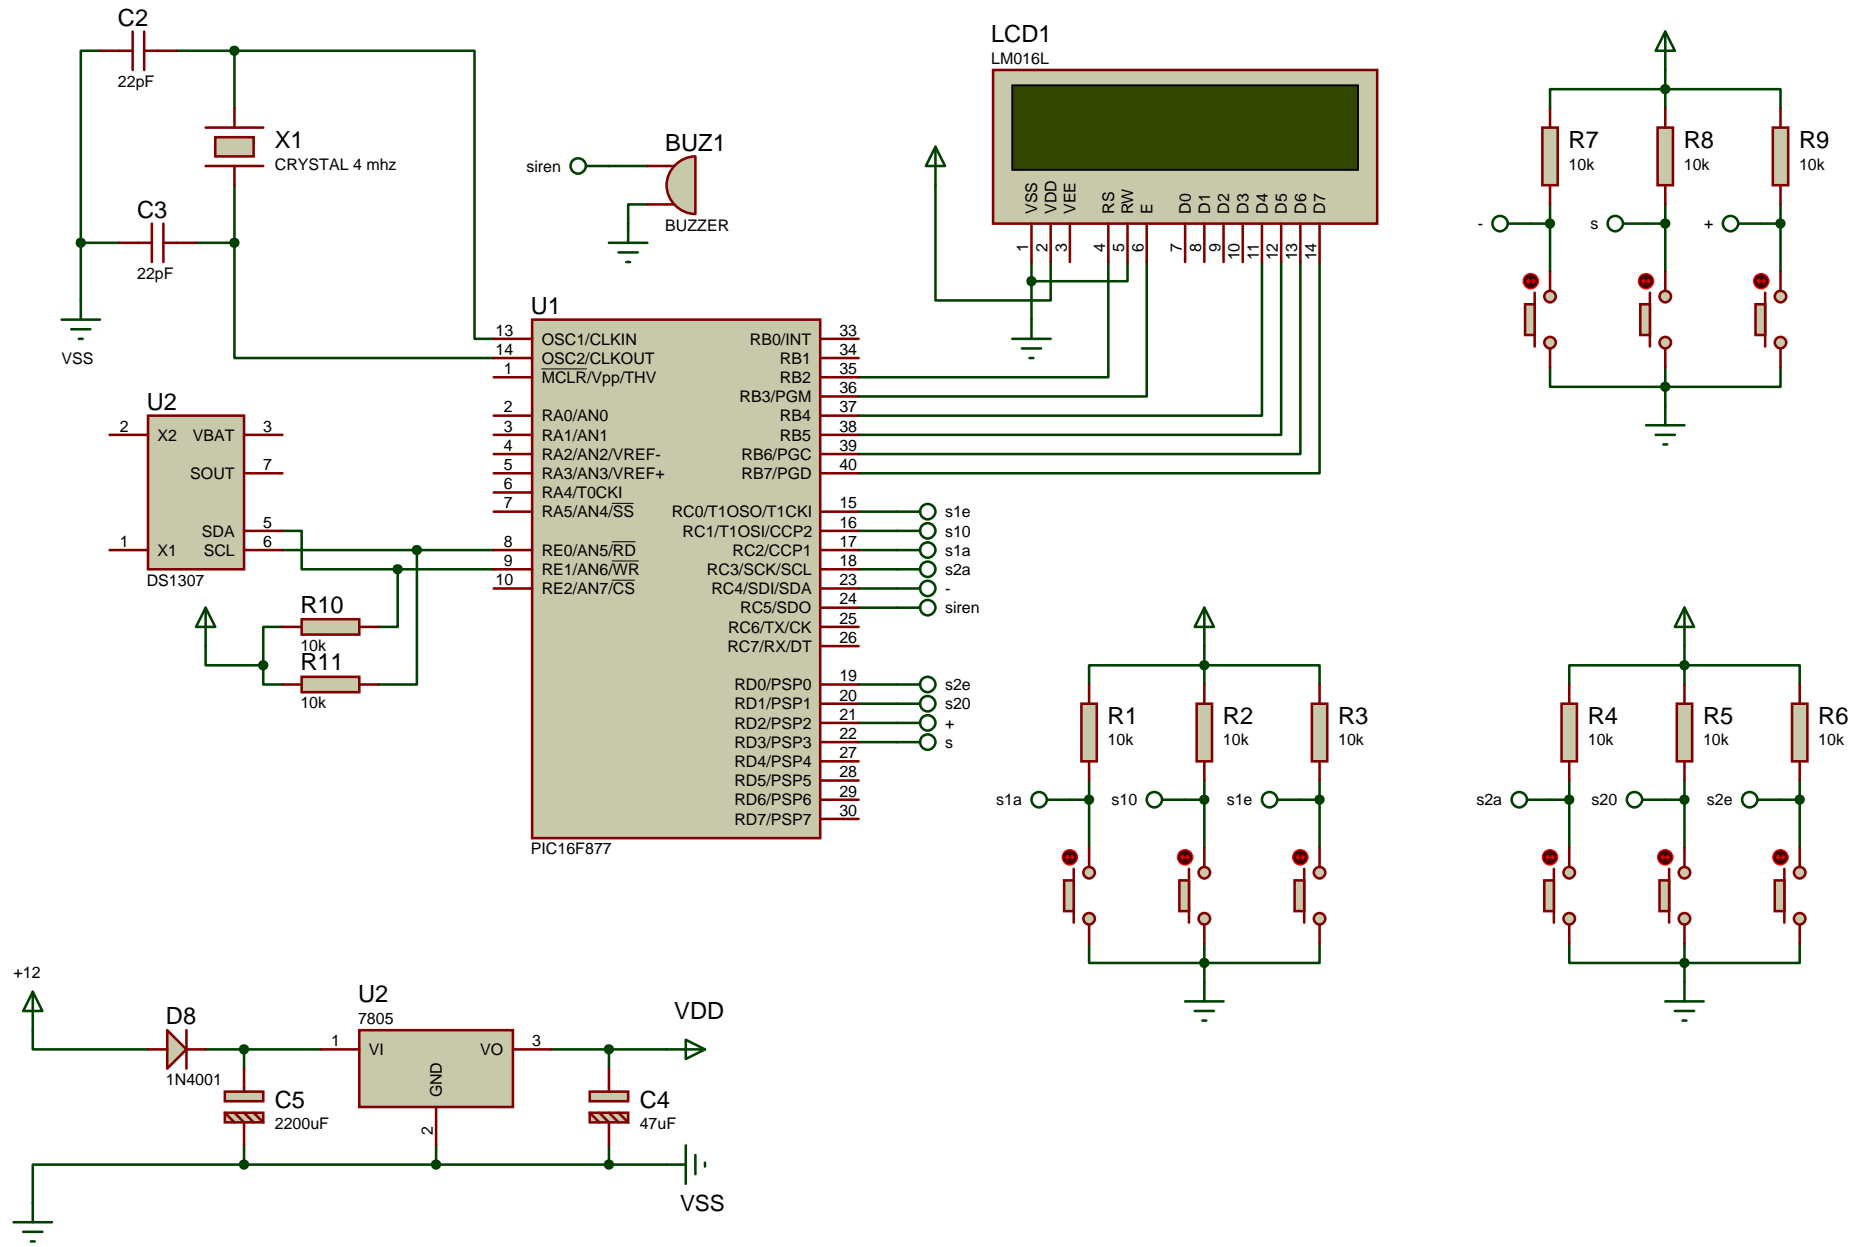 C2
22pF
X1
CRYSTAL 4 mhz
C3
22pF
VSS
siren
BUZ1
BUZZER
LCD1
LM016L
VSS
VDD
VEE
RS
RW
E
D0
D1
D2
D3
D4
D5
D6
D7
1
2
3
4
5
6
7
8
9
10
11
12
13
14
R7
10k
R8
10k
R9
10k
-
s
+
U1
13 OSC1/CLKIN
14 OSC2/CLKOUT
1 MCLR/Vpp/THV
2 RA0/AN0
3 RA1/AN1
4 RA2/AN2/VREF-
5 RA3/AN3/VREF+
6 RA4/T0CKI
7 RA5/AN4/SS
8 RE0/AN5/RD
9 RE1/AN6/WR
10 RE2/AN7/CS
RB0/INT 33
RB1 34
RB2 35
RB3/PGM 36
RB4 37
RB5 38
RB6/PGC 39
RB7/PGD 40
RC0/T1OSO/T1CKI 15 s1e
RC1/T1OSI/CCP2 16 s10
RC2/CCP1 17 s1a
RC3/SCK/SCL 18 s2a
RC4/SDI/SDA 23 -
RC5/SDO 24 siren
RC6/TX/CK 25
RC7/RX/DT 26
RD0/PSP0 19 s2e
RD1/PSP1 20 s20
RD2/PSP2 21 +
RD3/PSP3 22 s
RD4/PSP4 27
RD5/PSP5 28
RD6/PSP6 29
RD7/PSP7 30
PIC16F877
U2
2 X2 VBAT 3
SOUT 7
SDA 5
1 X1 SCL 6
DS1307
R10
10k
R11
10k
R1
10k
R2
10k
R3
10k
s1a
s10
s1e
R4
10k
R5
10k
R6
10k
s2a
s20
s2e
+12
D8
1N4001
C5
2200uF
U2
7805
1 VI VO 3
GND
2
C4
47uF
VDD
VSS